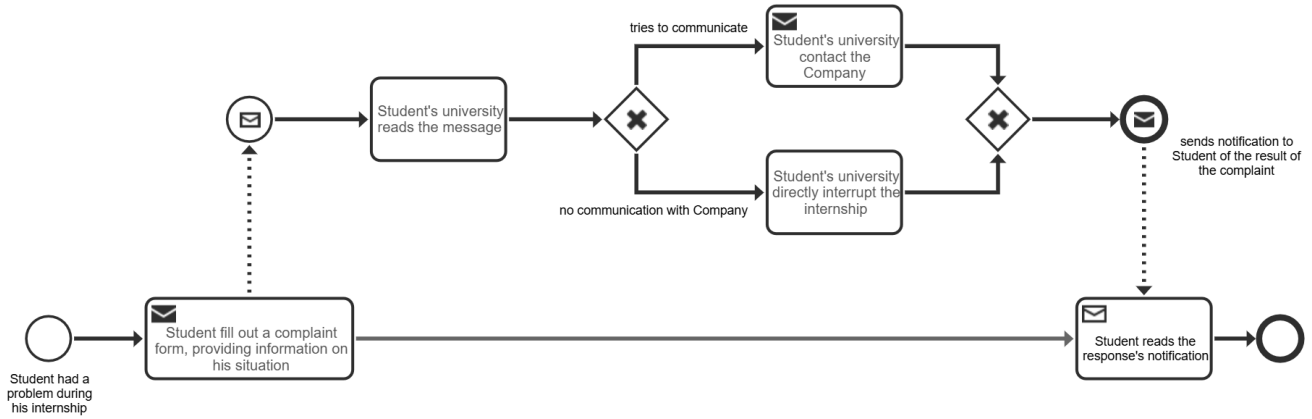 tries to communicate
Student's university
contact the
Company
Student's university
reads the message
sends notification to
Student of the result of
the complaint
Student's university
directly interrupt the
internship
no communication with Company
Student fill out a complaint
form, providing information on
his situation
Student reads the
response's notification
Student had a
problem during
his internship